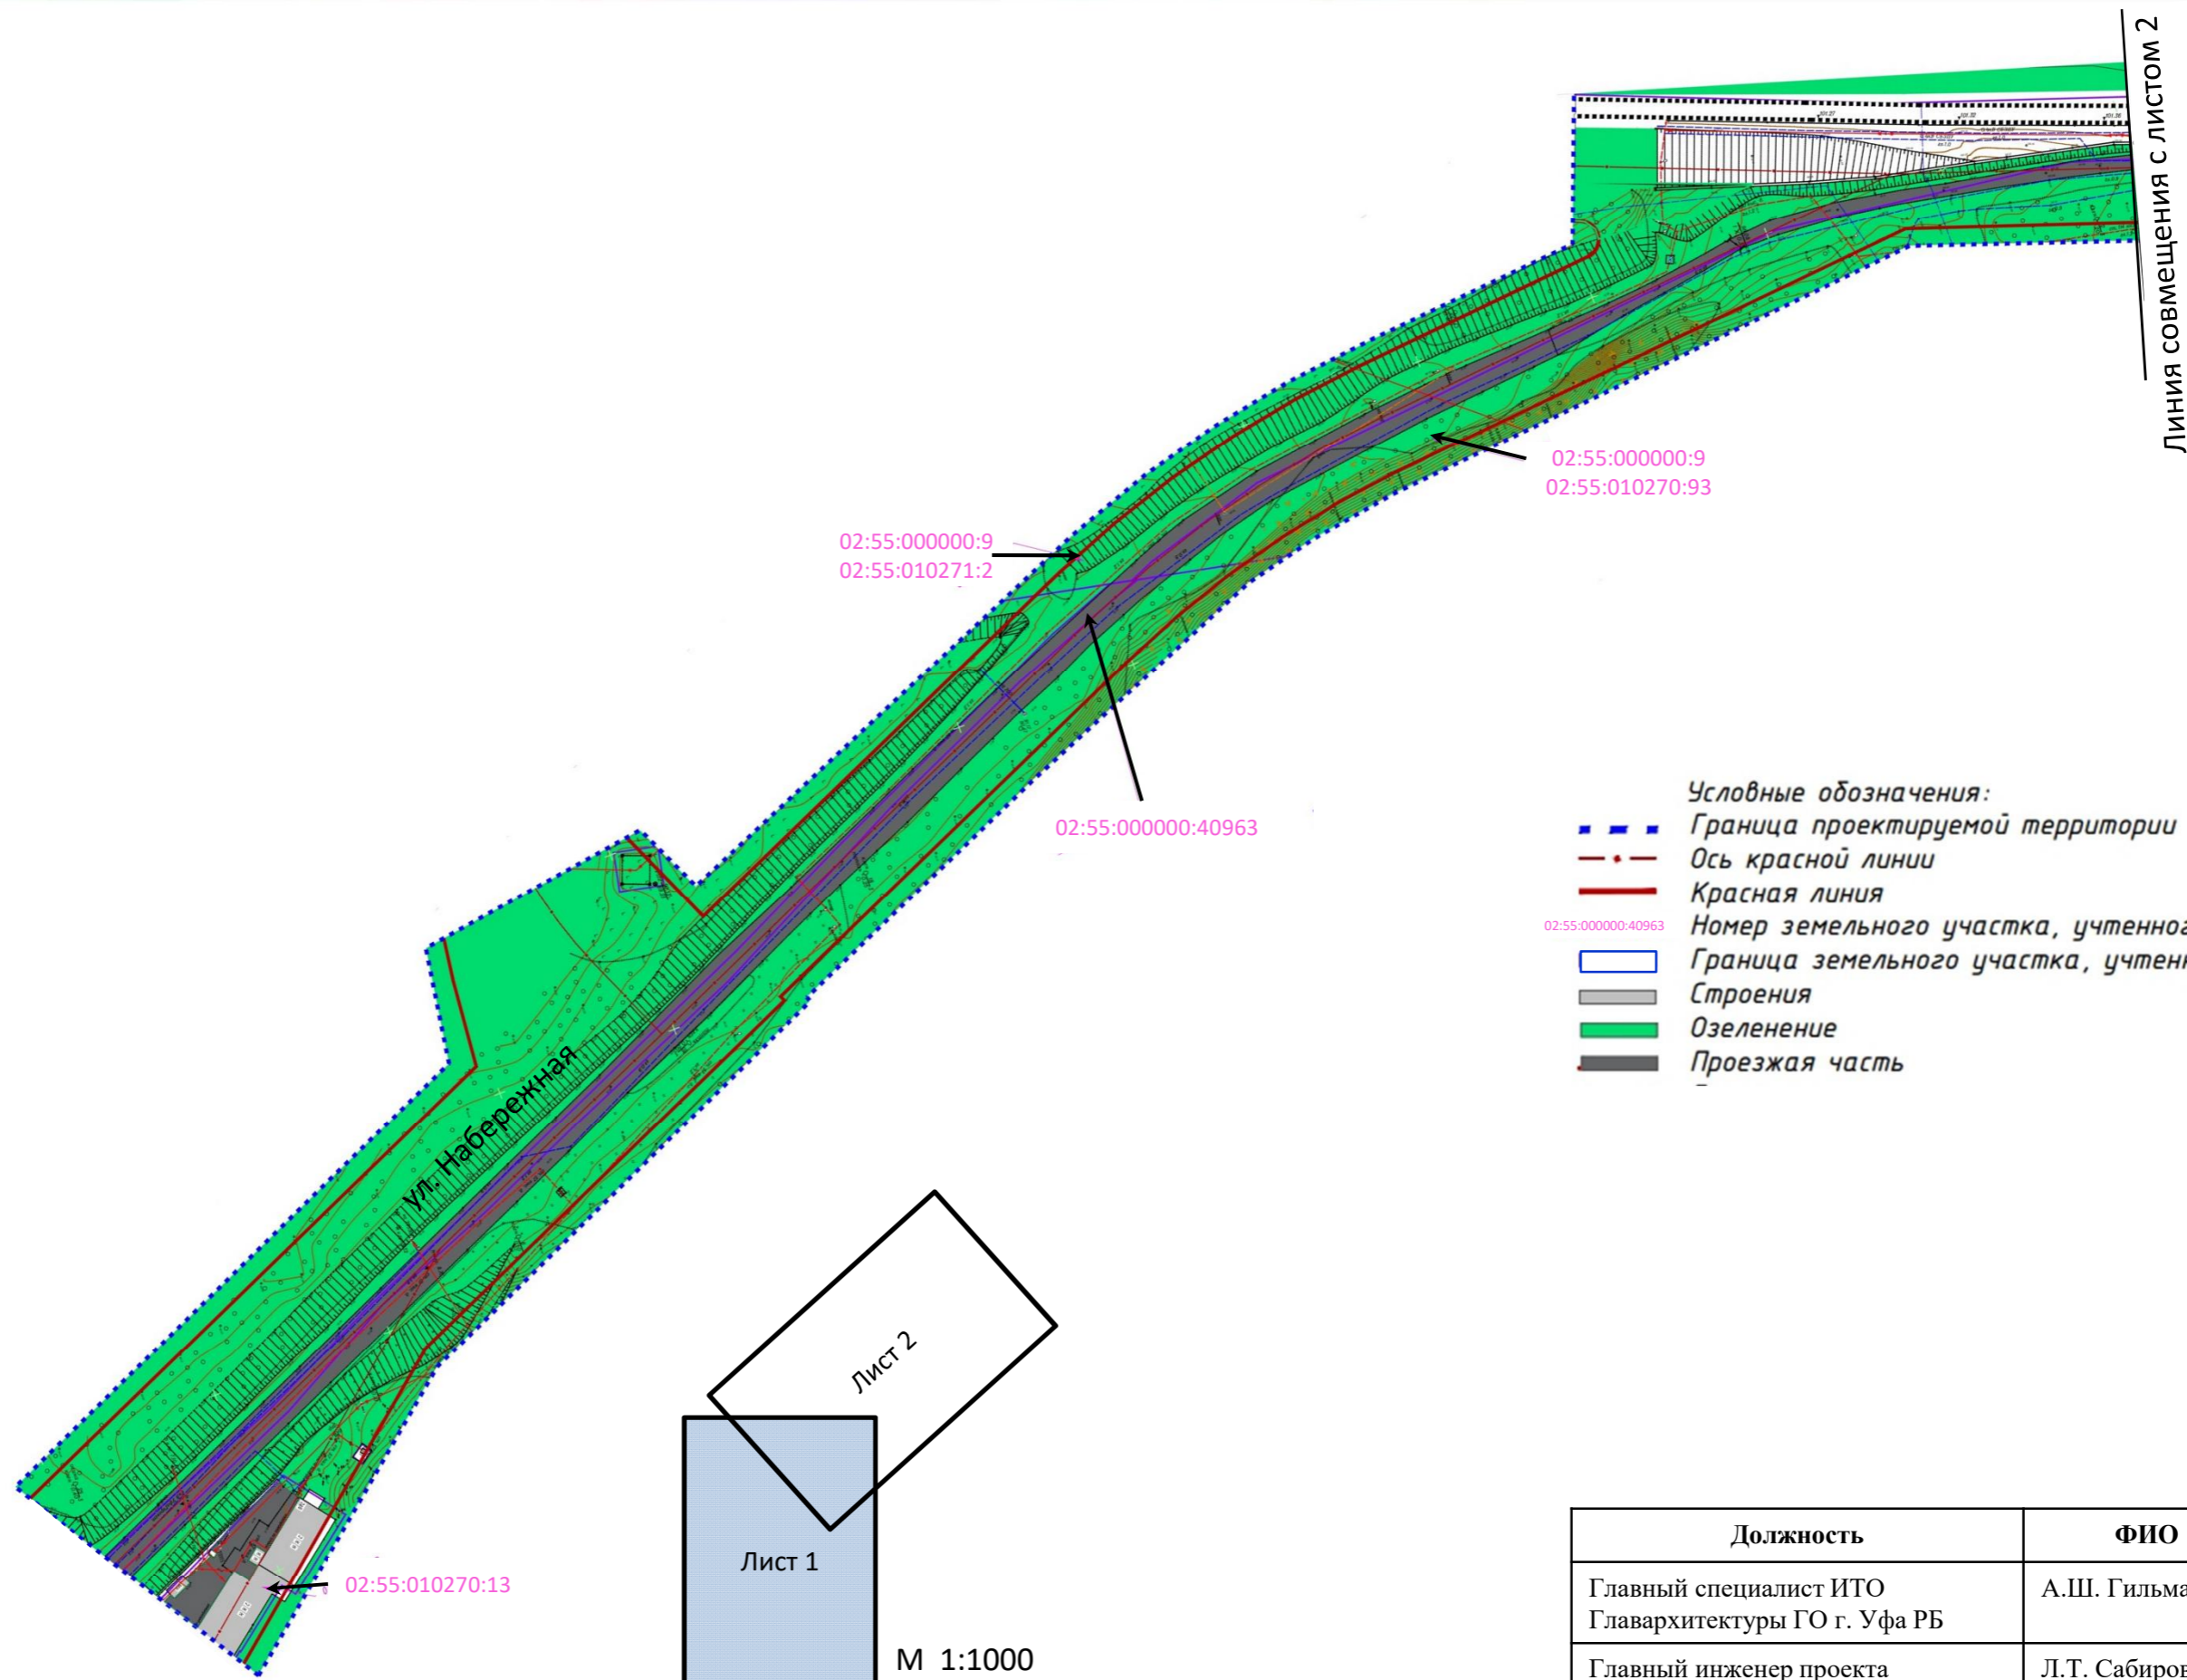 Линия совмещения с листом 2
02:55:000000:9
02:55:010270:93
02:55:000000:9
02:55:010271:2
02:55:000000:40963
Условные обозначения:
Граница проектируемой территории
Ось красной линии
Красная линия
02:55:000000:40963 Номер земельного участка, учтенног
Граница земельного участка, учтен
Строения
Озеленение
Проезжая часть
ул. Набережная
Лист 2
Лист 1
02:55:010270:13
М 1:1000
Должность ФИО
Главный специалист ИТО А.Ш. Гильма
Главархитектуры ГО г. Уфа РБ
Главный инженер проекта Л.Т. Сабиров